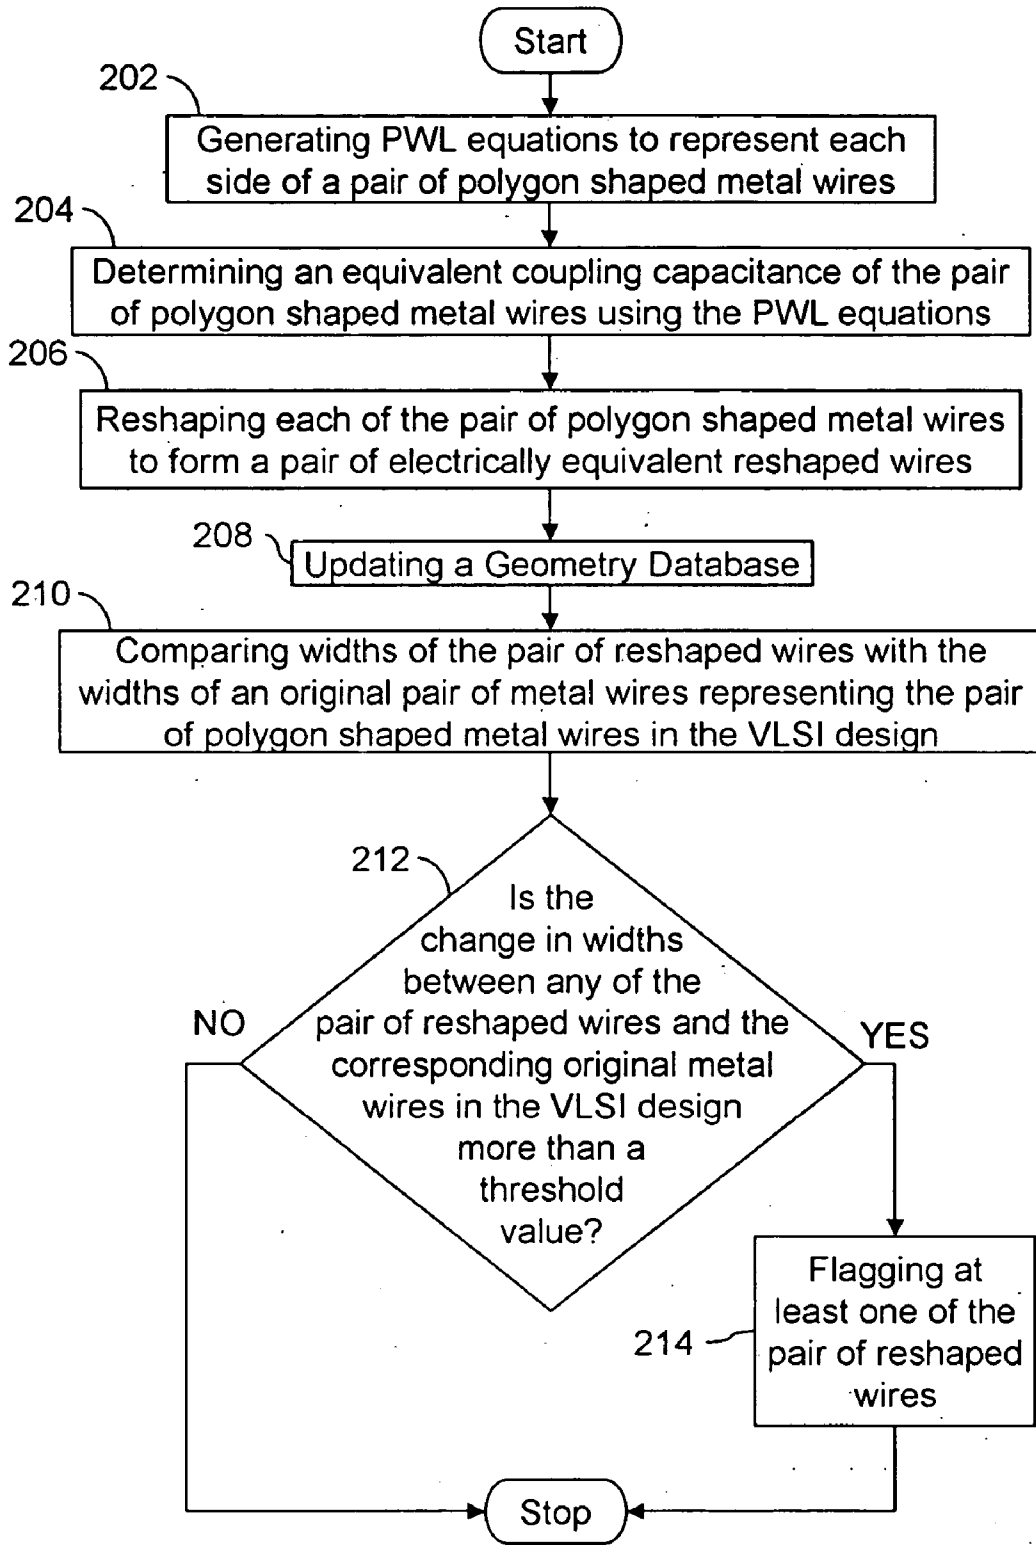 Start
202
Generating PWL equations to represent each
side of a pair of polygon shaped metal wires
204
Determining an equivalent coupling capacitance of the pair
of polygon shaped metal wires using the PWL equations
206
Reshaping each of the pair of polygon shaped metal wires
to form a pair of electrically equivalent reshaped wires
208
Updating a Geometry Database
210
Comparing widths of the pair of reshaped wires with the
widths of an original pair of metal wires representing the pair
of polygon shaped metal wires in the VLSI design
212
Is the
change in widths
between any of the
pair of reshaped wires and the
corresponding original metal
wires in the VLSI design
more than a
threshold
value?
NO
YES
214
Flagging at
least one of the
pair of reshaped
wires
Stop